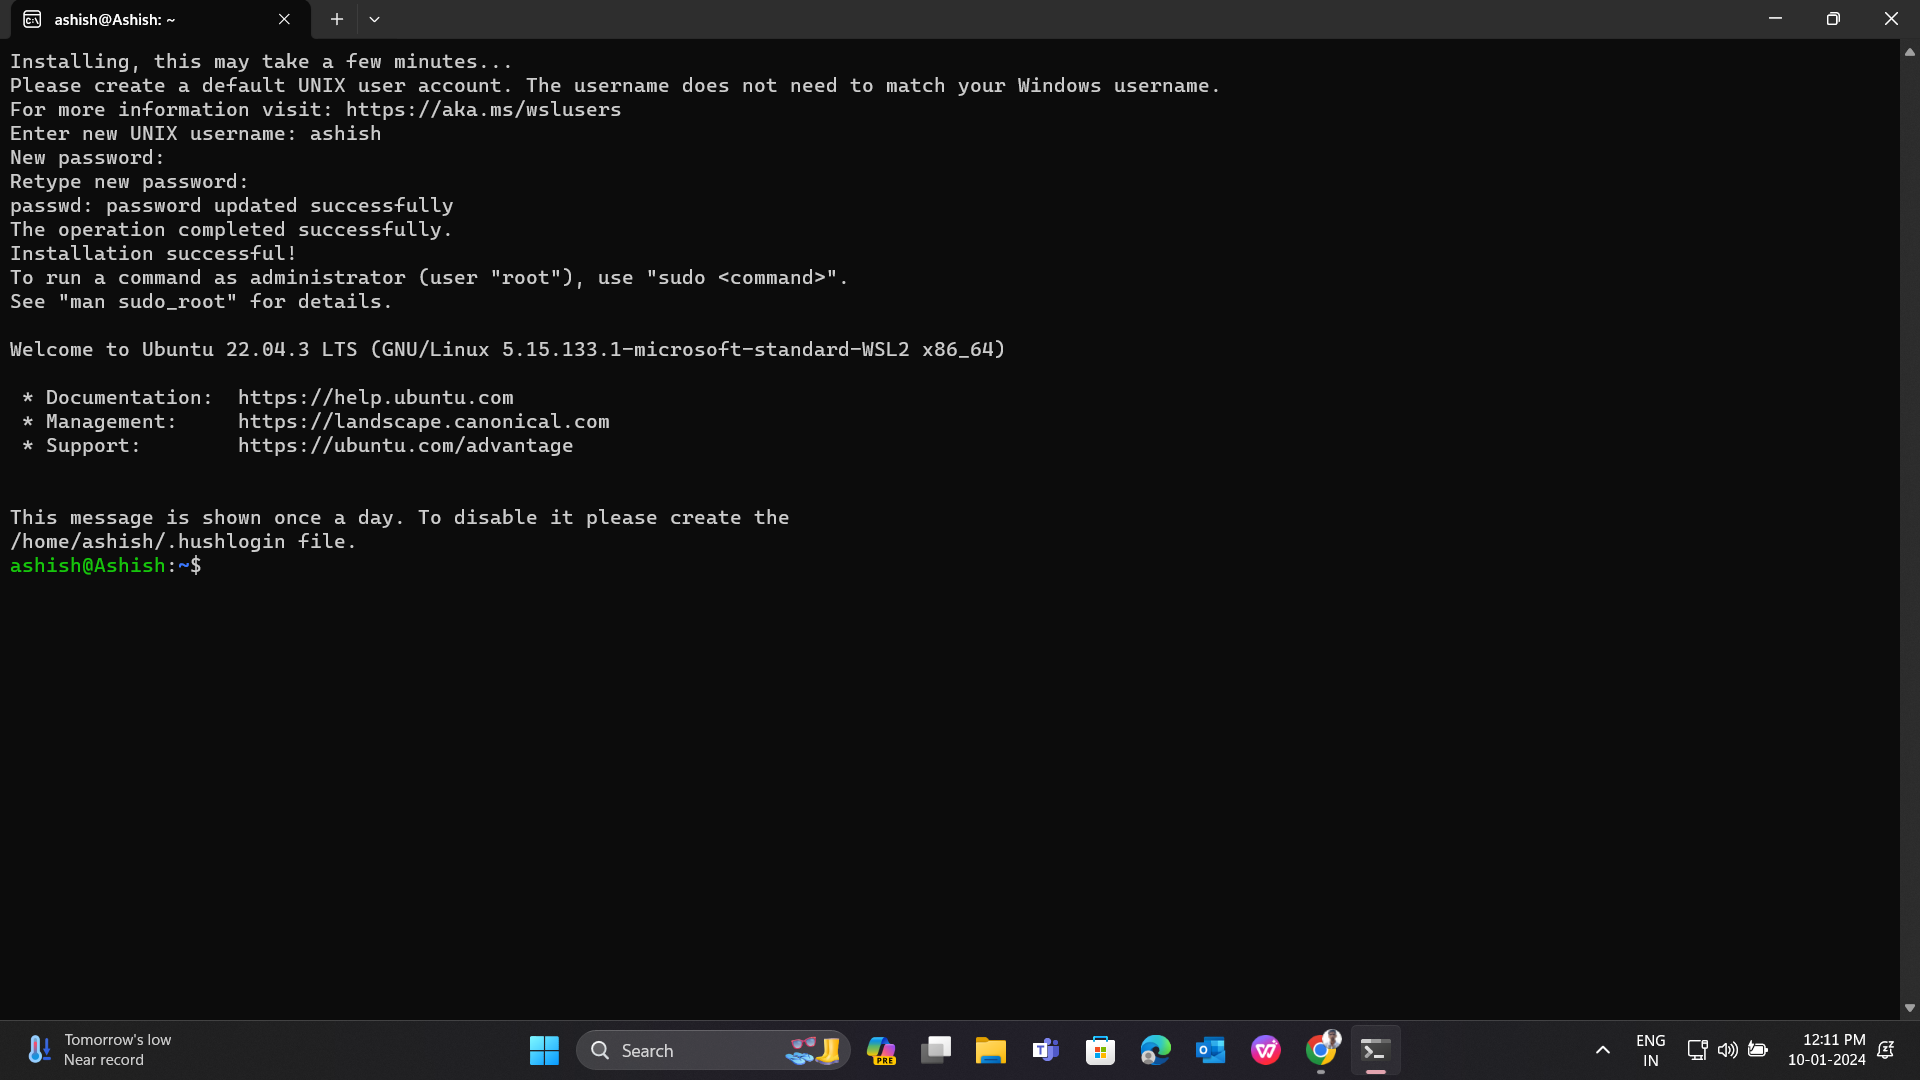 ashish@Ashish: ~
Installing, this may take a few minutes...
Please create a default UNIX user account. The username does not need to match your Windows username.
For more information visit: https://aka.ms/wslusers
Enter new UNIX username: ashish
New password:
Retype new password:
passwd: password updated successfully
The operation completed successfully.
Installation successful!
To run a command as administrator (user "root"), use "sudo <command>".
See "man sudo_root" for details.
Welcome to Ubuntu 22.04.3 LTS (GNU/Linux 5.15.133.1-microsoft-standard-WSL2 x86_64)
* Documentation:  https://help.ubuntu.com
* Management:     https://landscape.canonical.com
* Support:        https://ubuntu.com/advantage
This message is shown once a day. To disable it please create the
/home/ashish/.hushlogin file.
ashish@Ashish:~$
Tomorrow's low
Near record
Search
PRE
ENG
IN
12:11 PM
10-01-2024